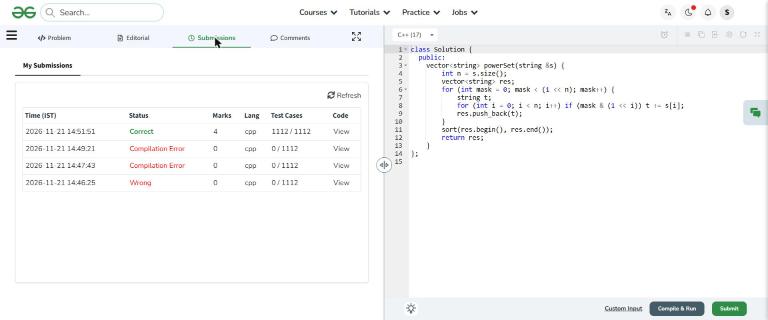 Search...
Courses Tutorials Practice Jobs S
Problem Editorial Submissions Comments
My Submissions
Refresh
Time (IST) Status Marks Lang Test Cases Code
2026-11-21 14:51:51 Correct 4 cpp 1112 / 1112 View
2026-11-21 14:49:21 Compilation Error 0 cpp 0 / 1112 View
2026-11-21 14:47:43 Compilation Error 0 cpp 0 / 1112 View
2026-11-21 14:46:25 Wrong 0 cpp 0 / 1112 View
C++ (17)
1 class Solution {
2 public:
3 vector<string> powerSet(string &s) {
4 int n = s.size();
5 vector<string> res;
6 for (int mask = 0; mask < (1 << n); mask++) {
7 string t;
8 for (int i = 0; i < n; i++) if (mask & (1 << i)) t += s[i];
9 res.push_back(t);
10 }
11 sort(res.begin(), res.end());
12 return res;
13 }
14 };
15
Custom Input Compile & Run Submit